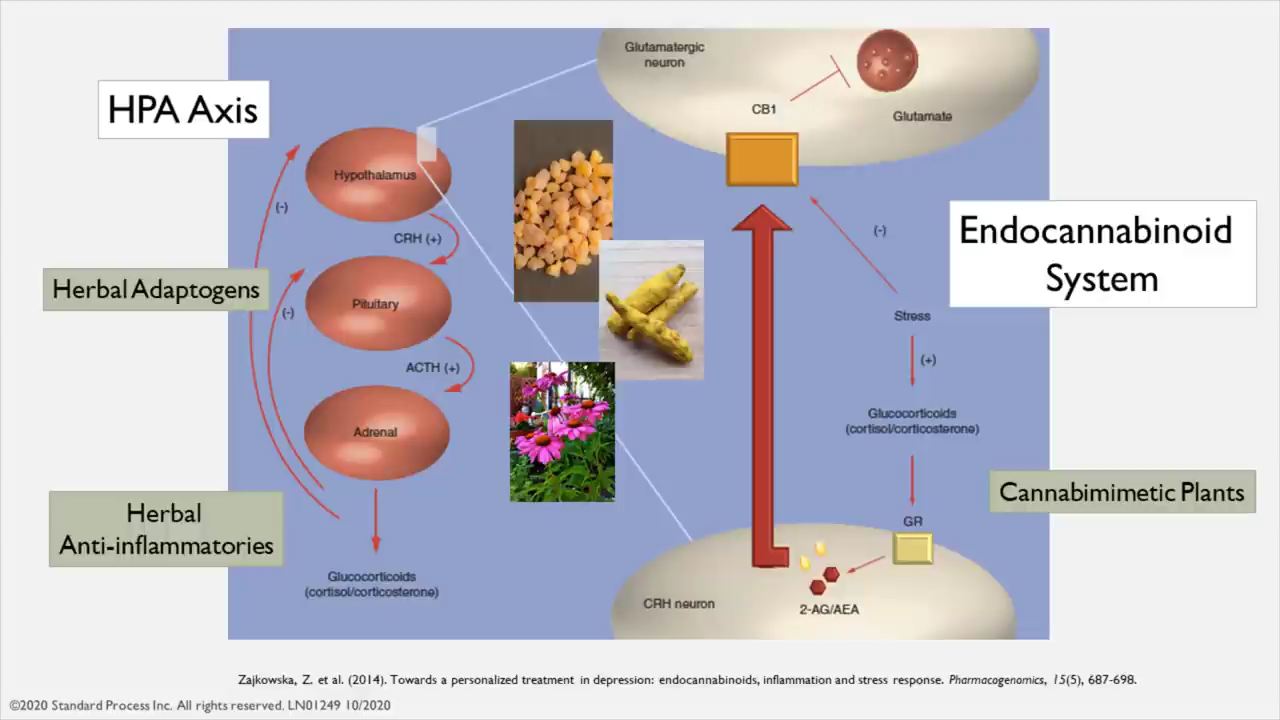 HPA Axis
Glutamatergic
neuron
CB1
Glutamate
Hypothalamus
(-)
CRH (+)
Herbal Adaptogens
Pituitary
(-)
ACTH (+)
Adrenal
Herbal
Anti-inflammatories
Glucocorticoids
(cortisol/corticosterone)
Endocannabinoid
System
(-)
Stress
(+)
Glucocorticoids
(cortisol/corticosterone)
Cannabimimetic Plants
GR
CRH neuron
2-AG/AEA
Zajkowska, Z. et al. (2014). Towards a personalized treatment in depression: endocannabinoids, inflammation and stress response. Pharmacogenomics, 15(5), 687-698.
©2020 Standard Process Inc. All rights reserved. LN01249 10/2020